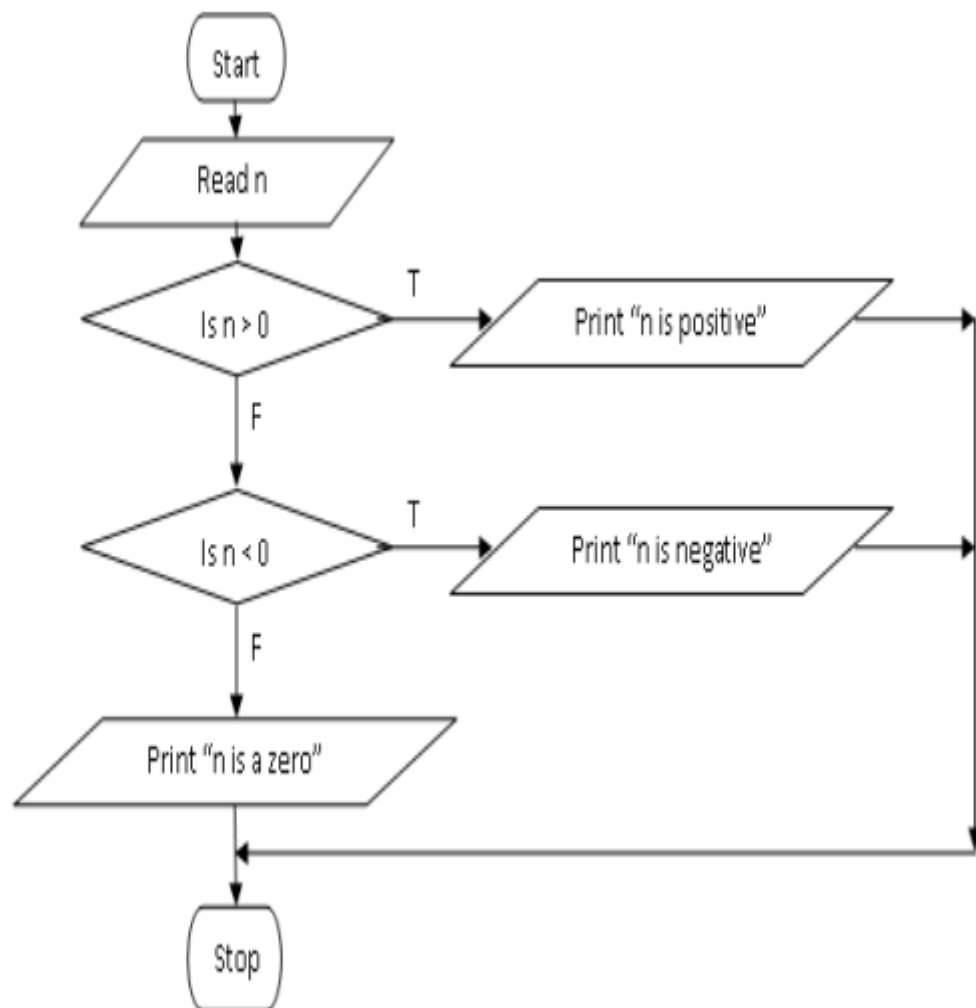 Start
Read n
Is n > 0
T
Print “n is positive”
F
Is n < 0
T
Print “n is negative”
F
Print “n is a zero”
Stop